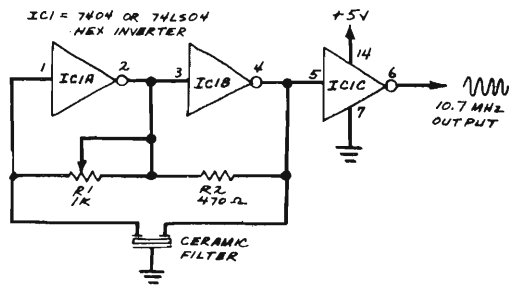 IC1 = 7404 OR 74LS04
HEX INVERTER
+5V
1
IC1A
2
3
IC1B
4
5
IC1C
6
14
7
10.7 MHz
OUTPUT
R1
1K
R2
470 Ω
CERAMIC
FILTER